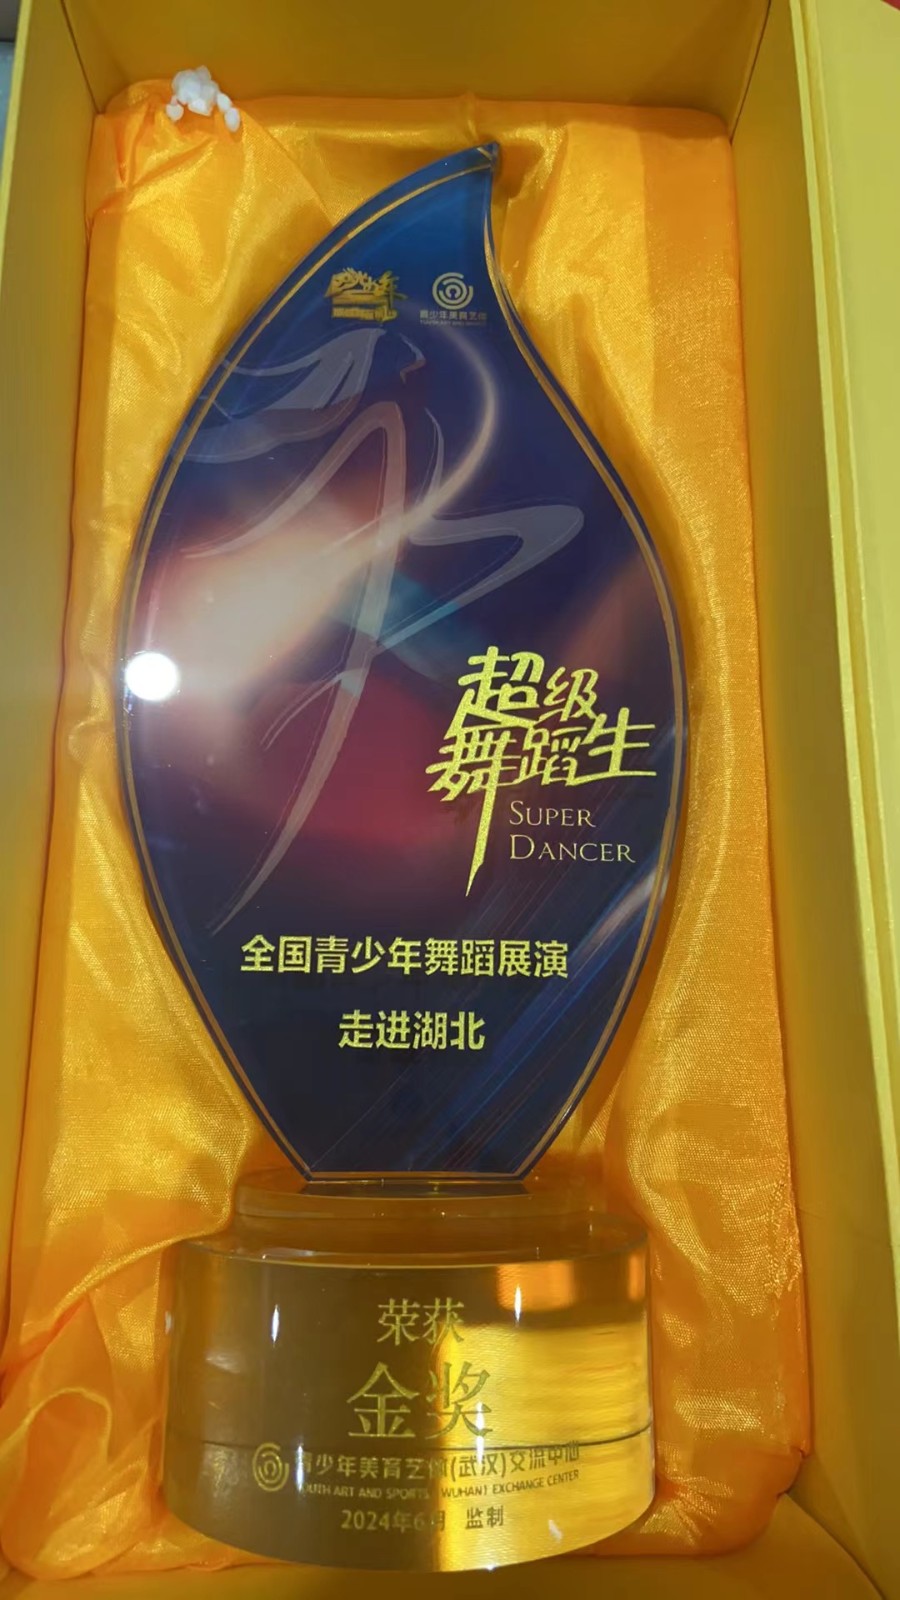 青少年美育艺体
超级
舞蹈生
SUPER
DANCER
全国青少年舞蹈展演
走进湖北
荣获
金奖
青少年美育艺体(武汉)交流中心
YOUTH ART AND SPORTS (WUHAN) EXCHANGE CENTER
2024年6月 监制